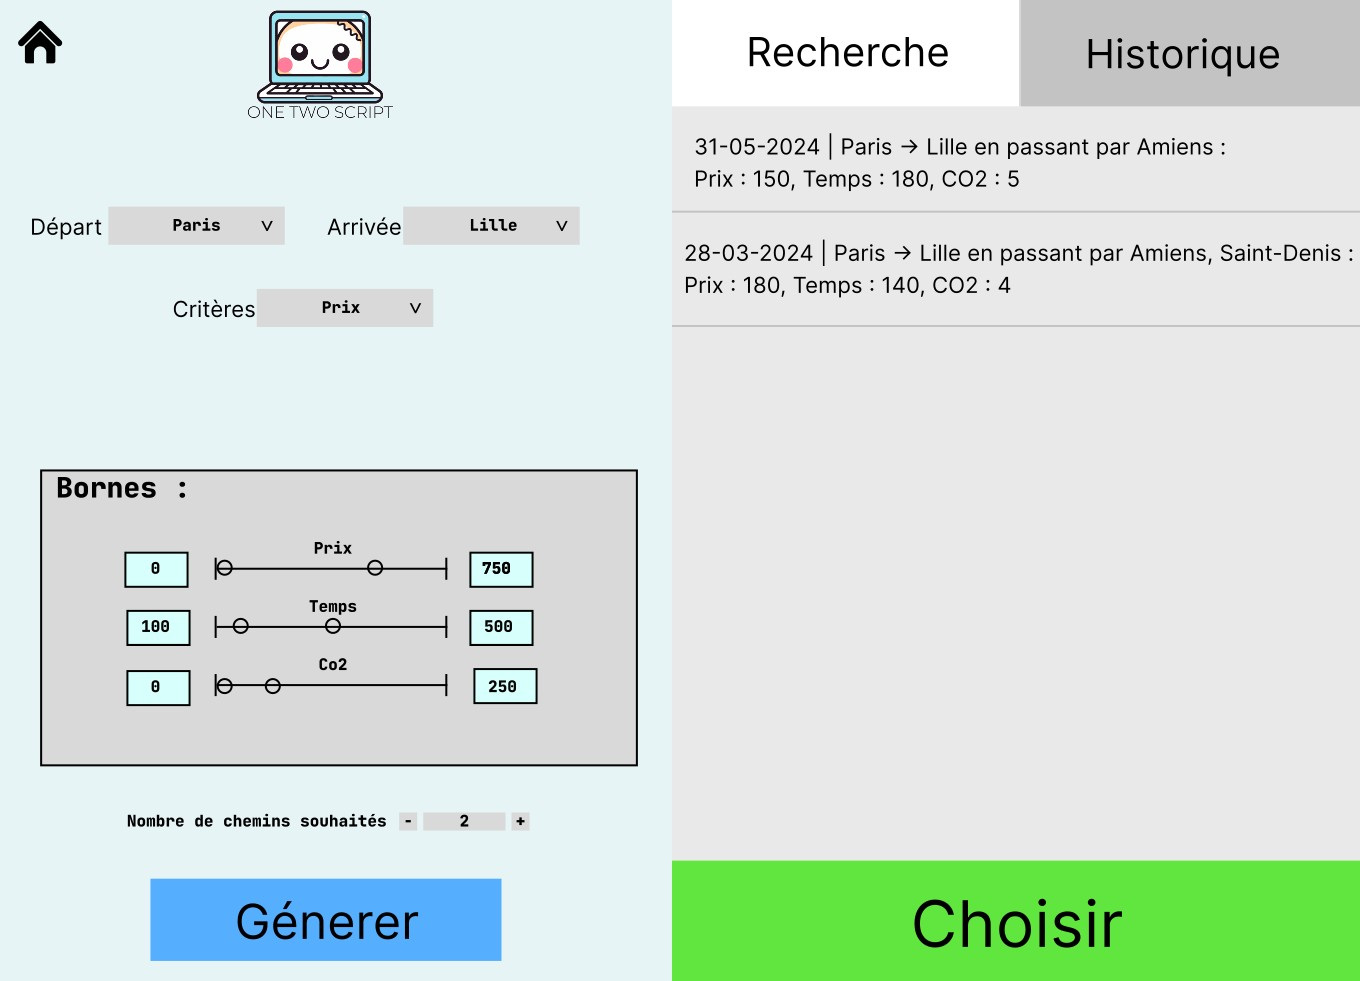 ONE TWO SCRIPT
Départ Paris V Arrivée Lille V
Critères Prix V
Bornes :
Prix
0 750
Temps
100 500
Co2
0 250
Nombre de chemins souhaités - 2 +
Génerer
Recherche Historique
31-05-2024 | Paris → Lille en passant par Amiens :
Prix : 150, Temps : 180, CO2 : 5
28-03-2024 | Paris → Lille en passant par Amiens, Saint-Denis :
Prix : 180, Temps : 140, CO2 : 4
Choisir